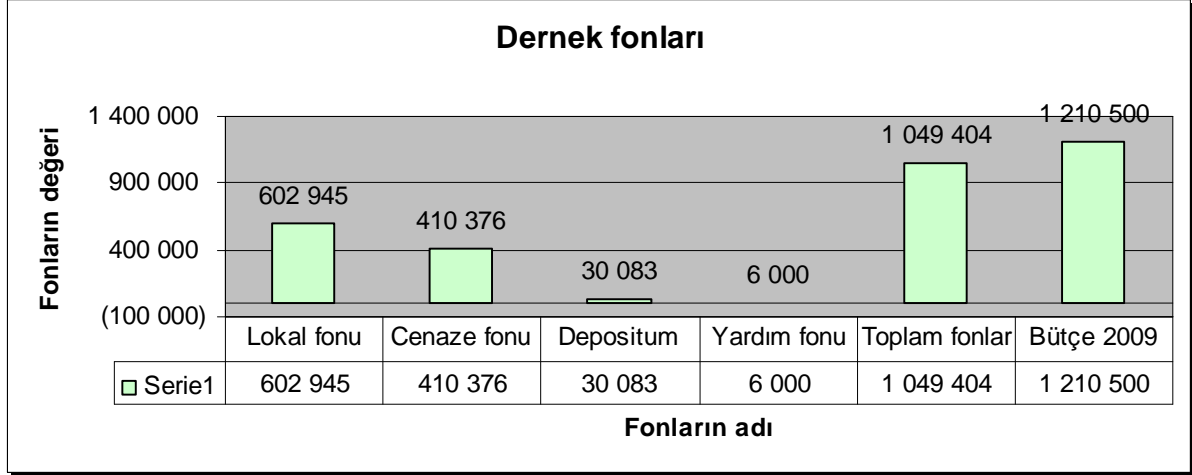 Dernek fonları
Fonların değeri
1 400 000
900 000
400 000
(100 000)
602 945
410 376
30 083
6 000
1 049 404
1 210 500
Lokal fonu Cenaze fonu Depositum Yardım fonu Toplam fonlar Bütçe 2009
Serie1 602 945 410 376 30 083 6 000 1 049 404 1 210 500
Fonların adı